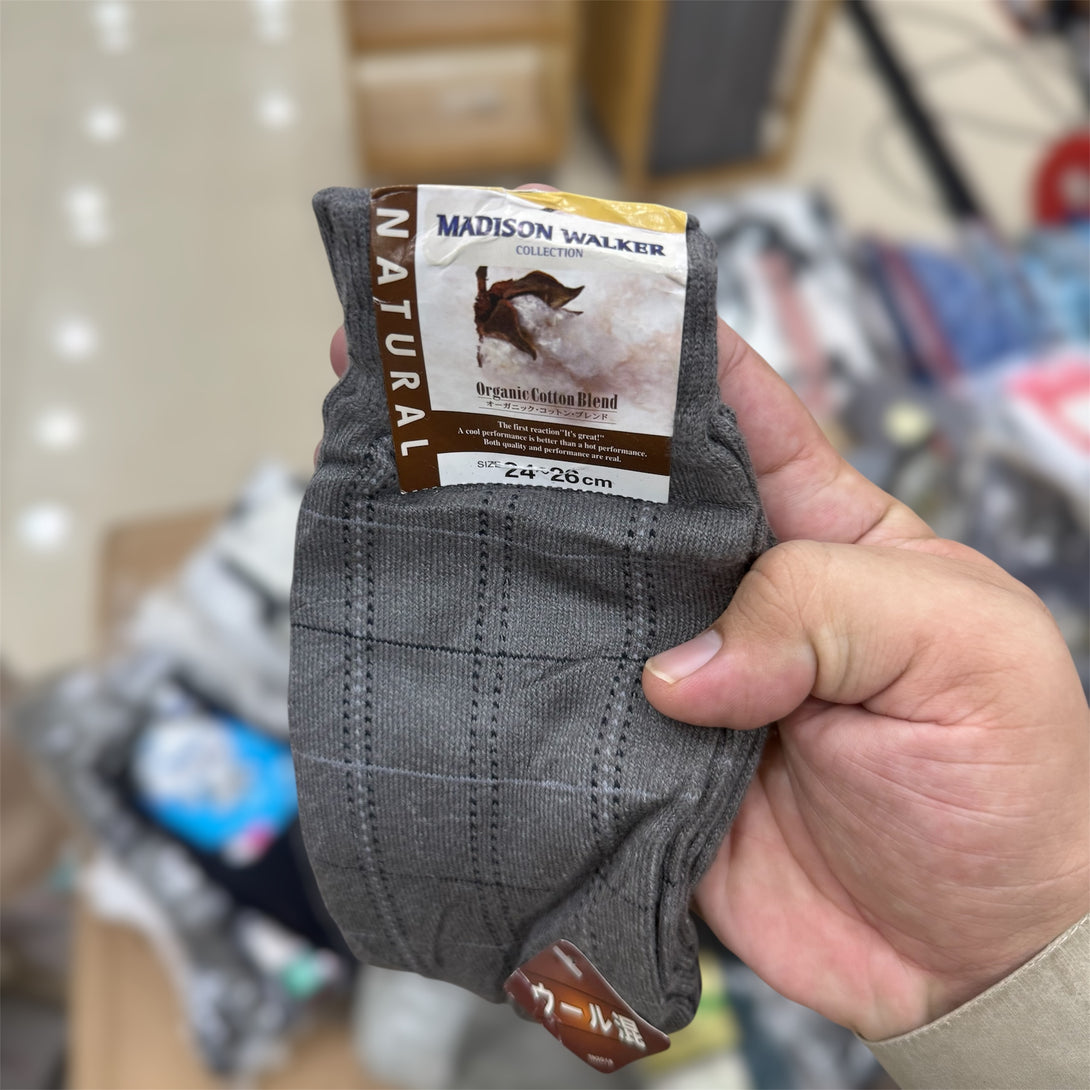 NATURAL
MADISON WALKER
COLLECTION
Organic Cotton Blend
オーガニック・コットン・ブレンド
The first reaction"It's great!"
A cool performance is better than a hot performance.
Both quality and performance are real.
SIZE 24~26cm
ウール混